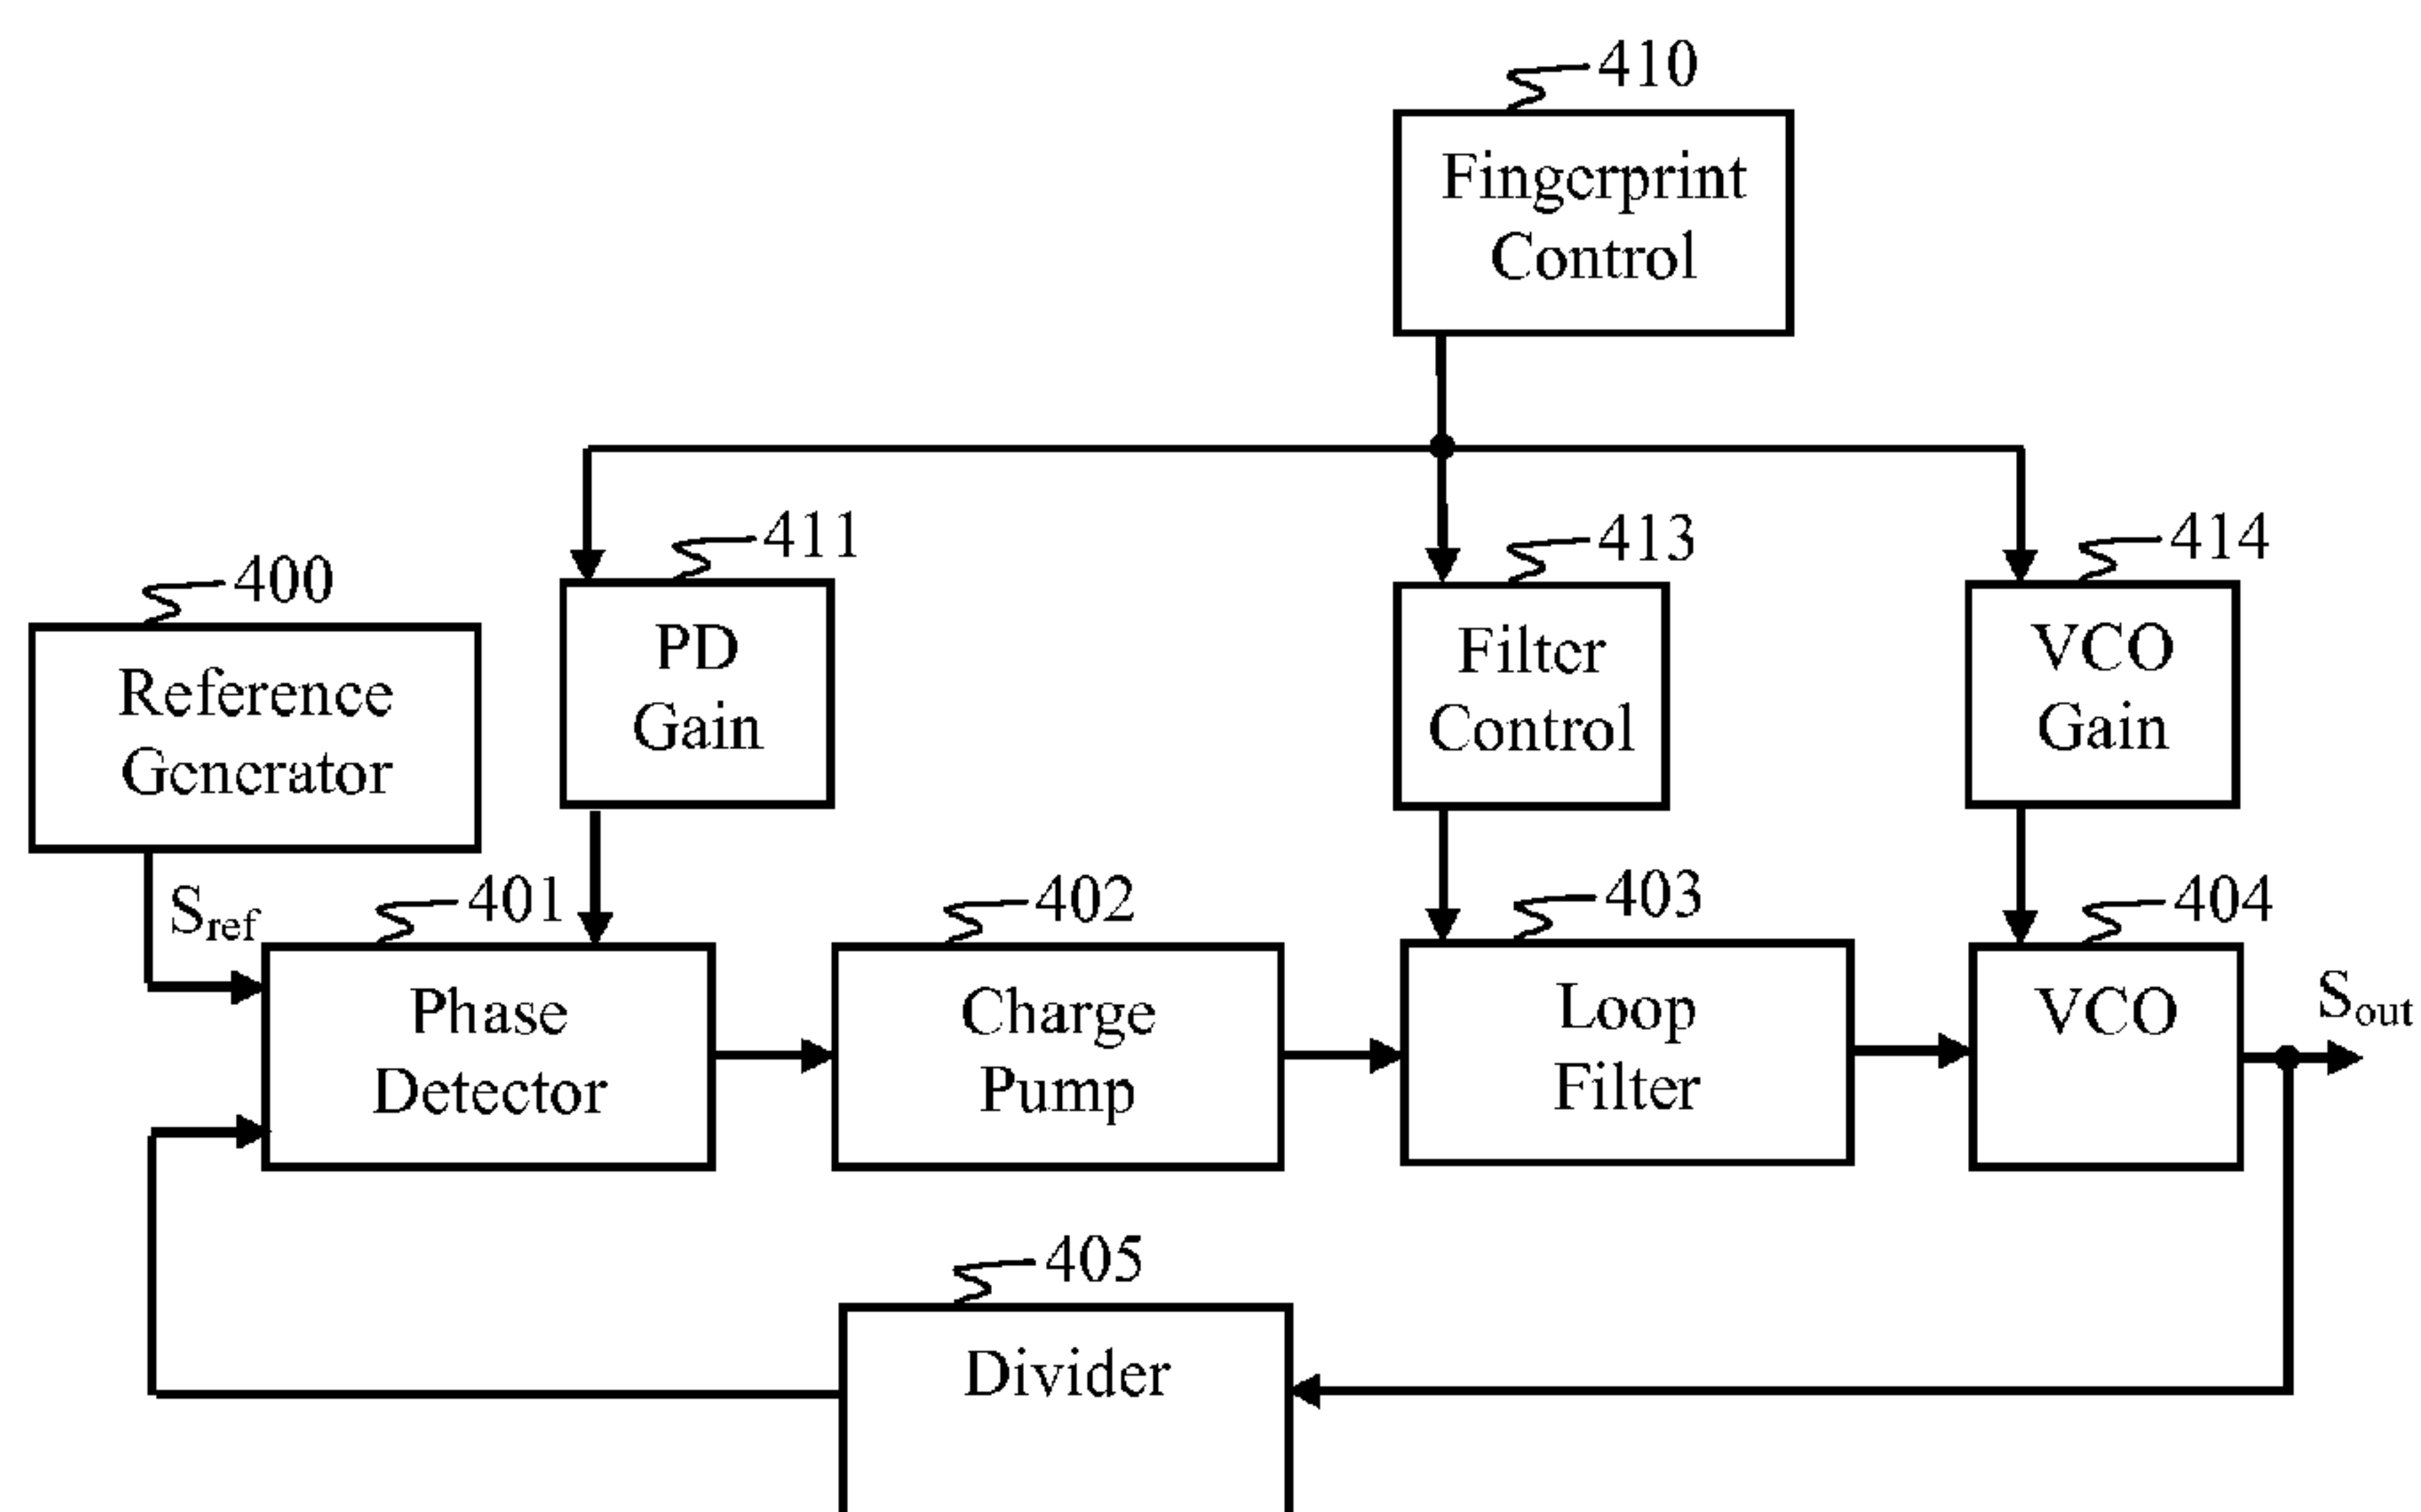 410
Fingerprint
Control
411
413
414
400
PD
Gain
Filter
Control
VCO
Gain
Reference
Generator
Sref
401
402
403
404
Phase
Detector
Charge
Pump
Loop
Filter
VCO
Sout
405
Divider